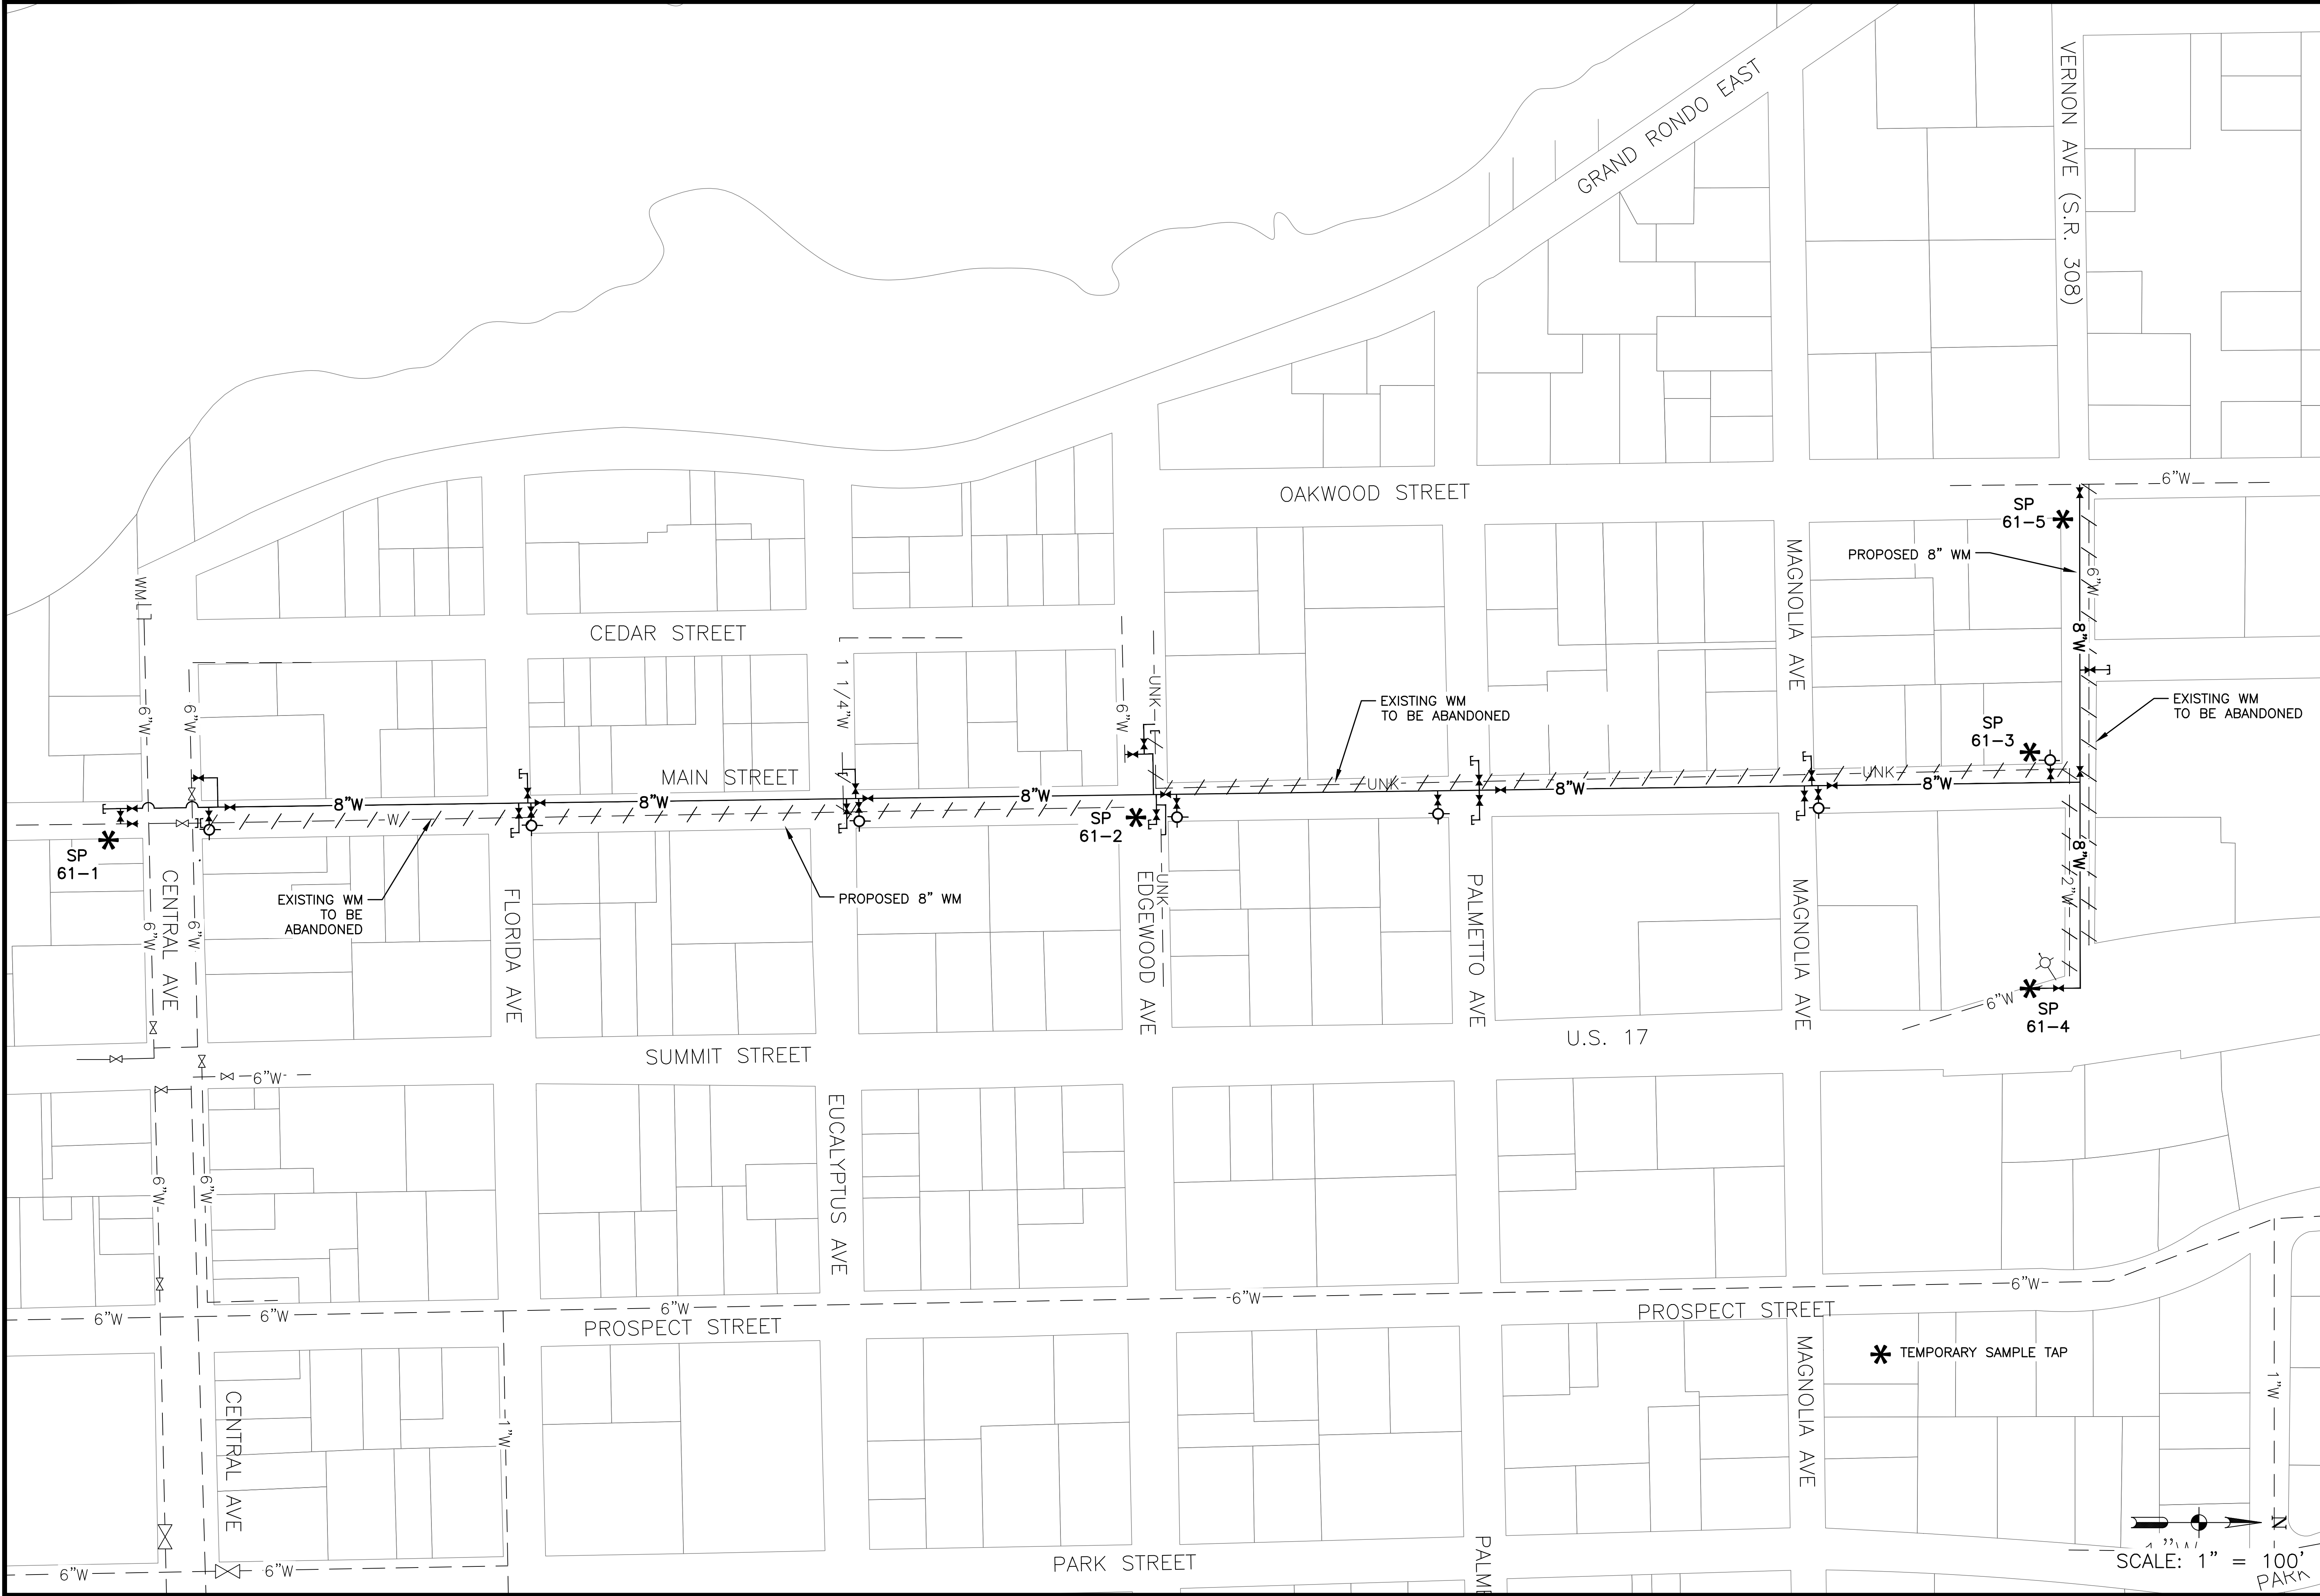 GRAND RONDO EAST
VERNON AVE (S.R. 308)
6"W
OAKWOOD STREET
SP
61-5
PROPOSED 8" WM
MAGNOLIA AVE
6"W
WM
CEDAR STREET
8"W
6"W
6"W
1 1/4"W
6"W
UNK
EXISTING WM
TO BE ABANDONED
EXISTING WM
TO BE ABANDONED
SP
61-3
MAIN STREET
UNK
UNK
8"W
8"W
8"W
8"W
8"W
W
SP
61-1
SP
61-2
8"W
CENTRAL AVE
6"W
6"W
EXISTING WM
TO BE
ABANDONED
FLORIDA AVE
PROPOSED 8" WM
EDGEWOOD AVE
UNK
PALMETTO AVE
MAGNOLIA AVE
2"W
6"W
SP
61-4
U.S. 17
SUMMIT STREET
6"W
EUCALYPTUS AVE
6"W
6"W
6"W
6"W
6"W
6"W
6"W
6"W
PROSPECT STREET
PROSPECT STREET
MAGNOLIA AVE
TEMPORARY SAMPLE TAP
1"W
CENTRAL AVE
1"W
N
6"W
6"W
PARK STREET
PALME
1"W
SCALE: 1" = 100'
PARK